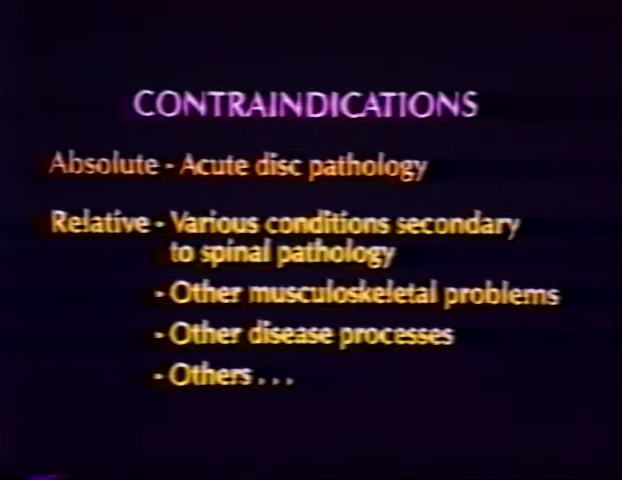 CONTRAINDICATIONS
Absolute - Acute disc pathology
Relative - Various conditions secondary
to spinal pathology
- Other musculoskeletal problems
- Other disease processes
- Others . . .